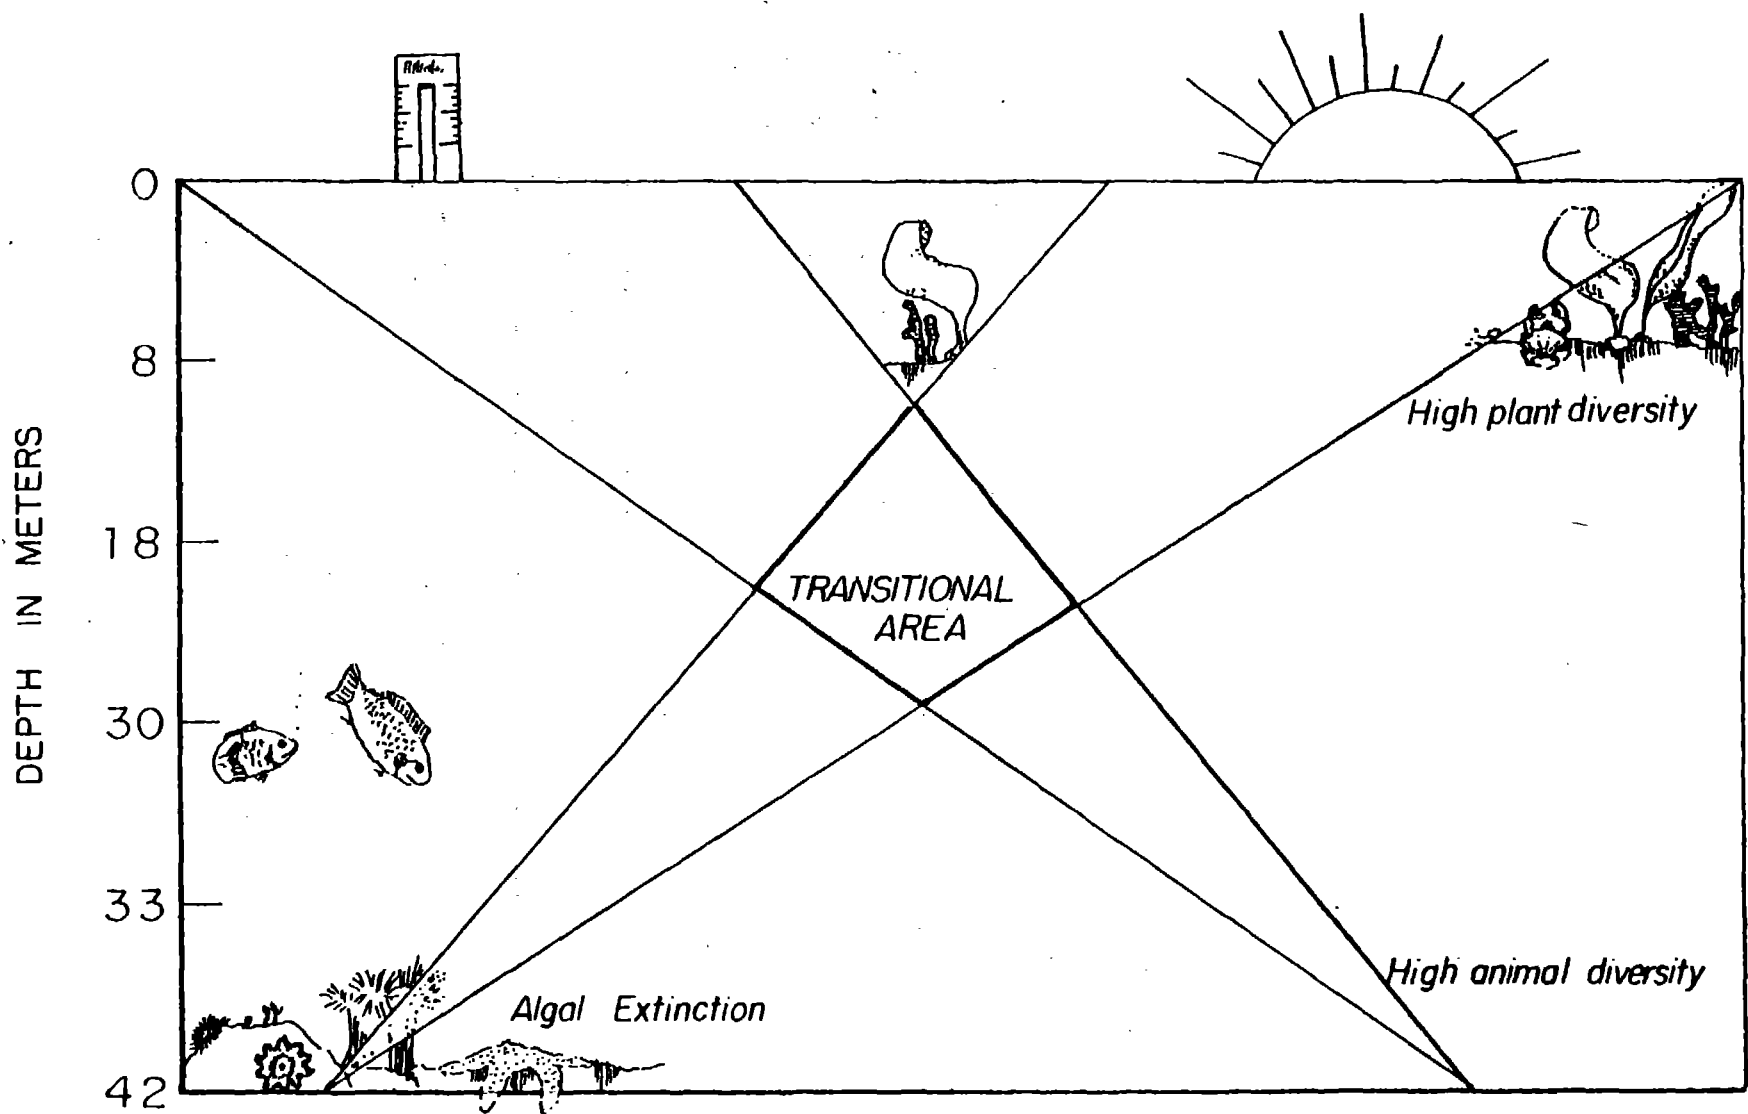 0
8
High plant diversity
18
TRANSITIONAL
AREA
DEPTH IN METERS
30
33
High animal diversity
Algal Extinction
42